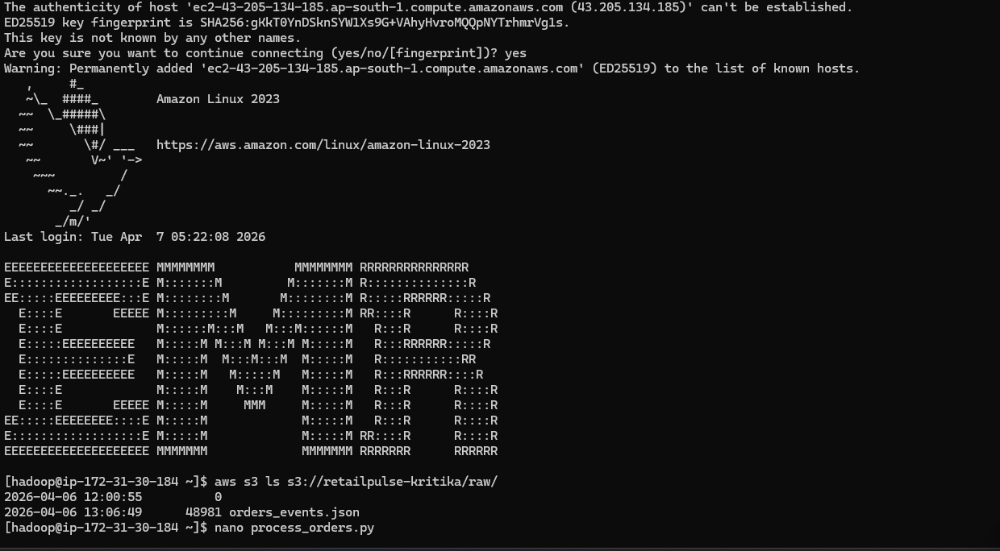 The authenticity of host 'ec2-43-205-134-185.ap-south-1.compute.amazonaws.com (43.205.134.185)' can't be established.
ED25519 key fingerprint is SHA256:gKkT0YnDSknSYW1Xs9G+VAhyHvroMQQpNYTrhmrVg1s.
This key is not known by any other names.
Are you sure you want to continue connecting (yes/no/[fingerprint])? yes
Warning: Permanently added 'ec2-43-205-134-185.ap-south-1.compute.amazonaws.com' (ED25519) to the list of known hosts.
   ,     #_
   ~\_  ####_        Amazon Linux 2023
  ~~  \_#####\
  ~~     \###|
  ~~       \#/ ___   https://aws.amazon.com/linux/amazon-linux-2023
   ~~       V~' '->
    ~~~         /
      ~~._.   _/
         _/ _/
       _/m/'
Last login: Tue Apr  7 05:22:08 2026

EEEEEEEEEEEEEEEEEEEE MMMMMMMM           MMMMMMMM RRRRRRRRRRRRRRR
E::::::::::::::::::E M:::::::M         M:::::::M R::::::::::::::R
EE:::::EEEEEEEEE:::E M::::::::M       M::::::::M R:::::RRRRRR:::::R
  E::::E       EEEEE M:::::::::M     M:::::::::M RR::::R      R::::R
  E::::E             M::::::M:::M   M:::M::::::M   R:::R      R::::R
  E:::::EEEEEEEEEE   M:::::M M:::M M:::M M:::::M   R:::RRRRRR:::::R
  E::::::::::::::E   M:::::M  M:::M:::M  M:::::M   R:::::::::::RR
  E:::::EEEEEEEEEE   M:::::M   M:::::M   M:::::M   R:::RRRRRR::::R
  E::::E             M:::::M    M:::M    M:::::M   R:::R      R::::R
  E::::E       EEEEE M:::::M     MMM     M:::::M   R:::R      R::::R
EE:::::EEEEEEEE::::E M:::::M             M:::::M   R:::R      R::::R
E::::::::::::::::::E M:::::M             M:::::M RR::::R      R::::R
EEEEEEEEEEEEEEEEEEEE MMMMMMM             MMMMMMM RRRRRRR      RRRRRR

[hadoop@ip-172-31-30-184 ~]$ aws s3 ls s3://retailpulse-kritika/raw/
2026-04-06 12:00:55          0
2026-04-06 13:06:49      48981 orders_events.json
[hadoop@ip-172-31-30-184 ~]$ nano process_orders.py